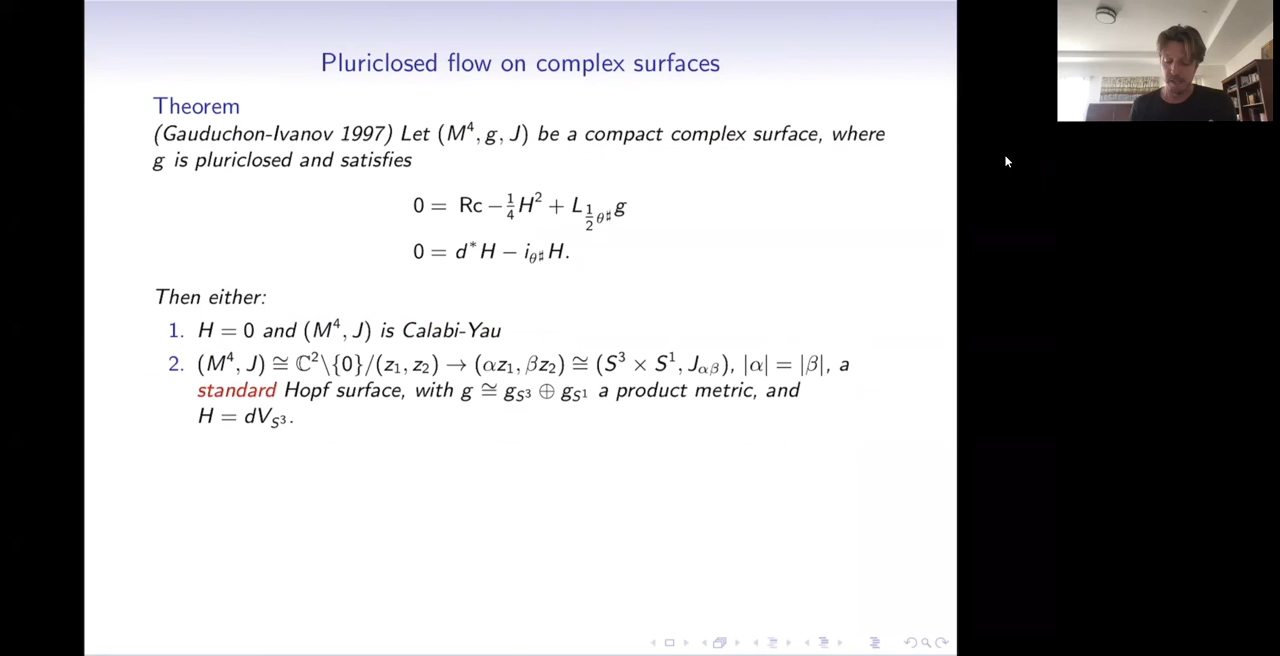 Pluriclosed flow on complex surfaces
Theorem
(Gauduchon-Ivanov 1997) Let (M⁴, g, J) be a compact complex surface, where
g is pluriclosed and satisfies
0 = Rc − ¼H² + L_{½θ^♯} g
0 = d*H − i_{θ^♯} H.
Then either:
1. H = 0 and (M⁴, J) is Calabi-Yau
2. (M⁴, J) ≅ ℂ²\{0}/(z₁, z₂) → (αz₁, βz₂) ≅ (S³ × S¹, J_{αβ}), |α| = |β|, a
standard Hopf surface, with g ≅ g_{S³} ⊕ g_{S¹} a product metric, and
H = dV_{S³}.